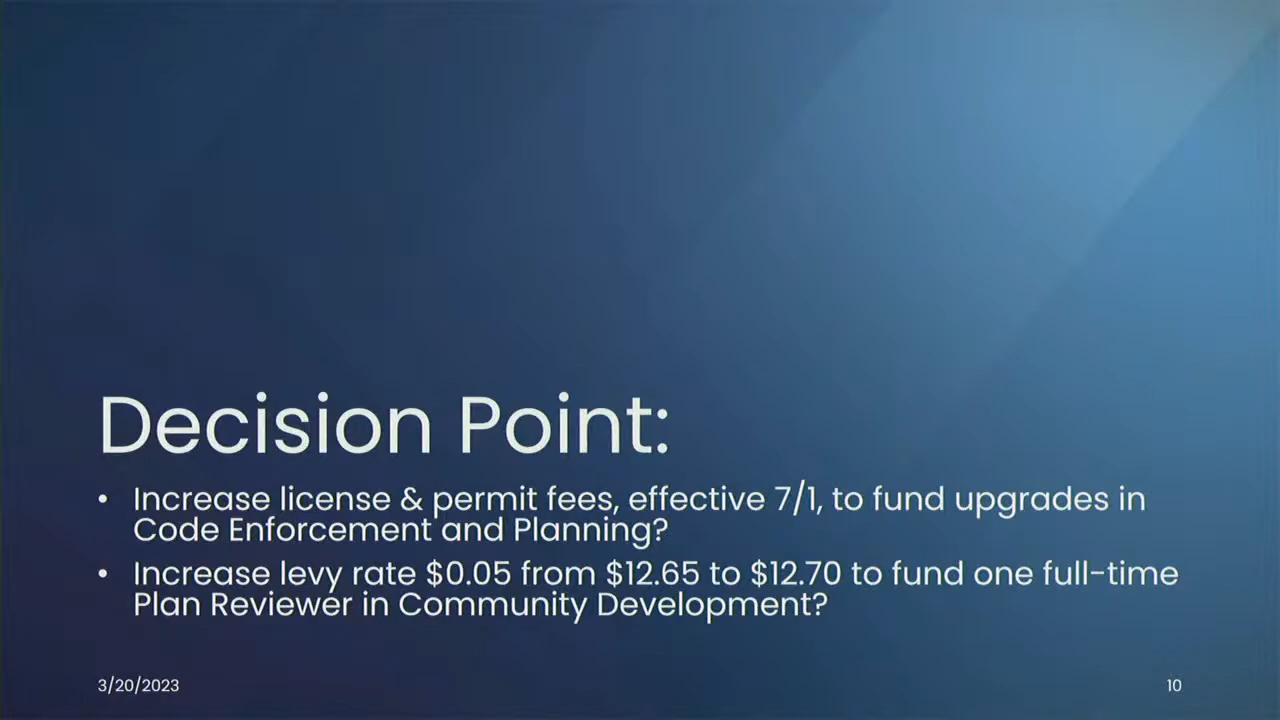 Decision Point:
• Increase license & permit fees, effective 7/1, to fund upgrades in
Code Enforcement and Planning?
• Increase levy rate $0.05 from $12.65 to $12.70 to fund one full-time
Plan Reviewer in Community Development?
3/20/2023
10